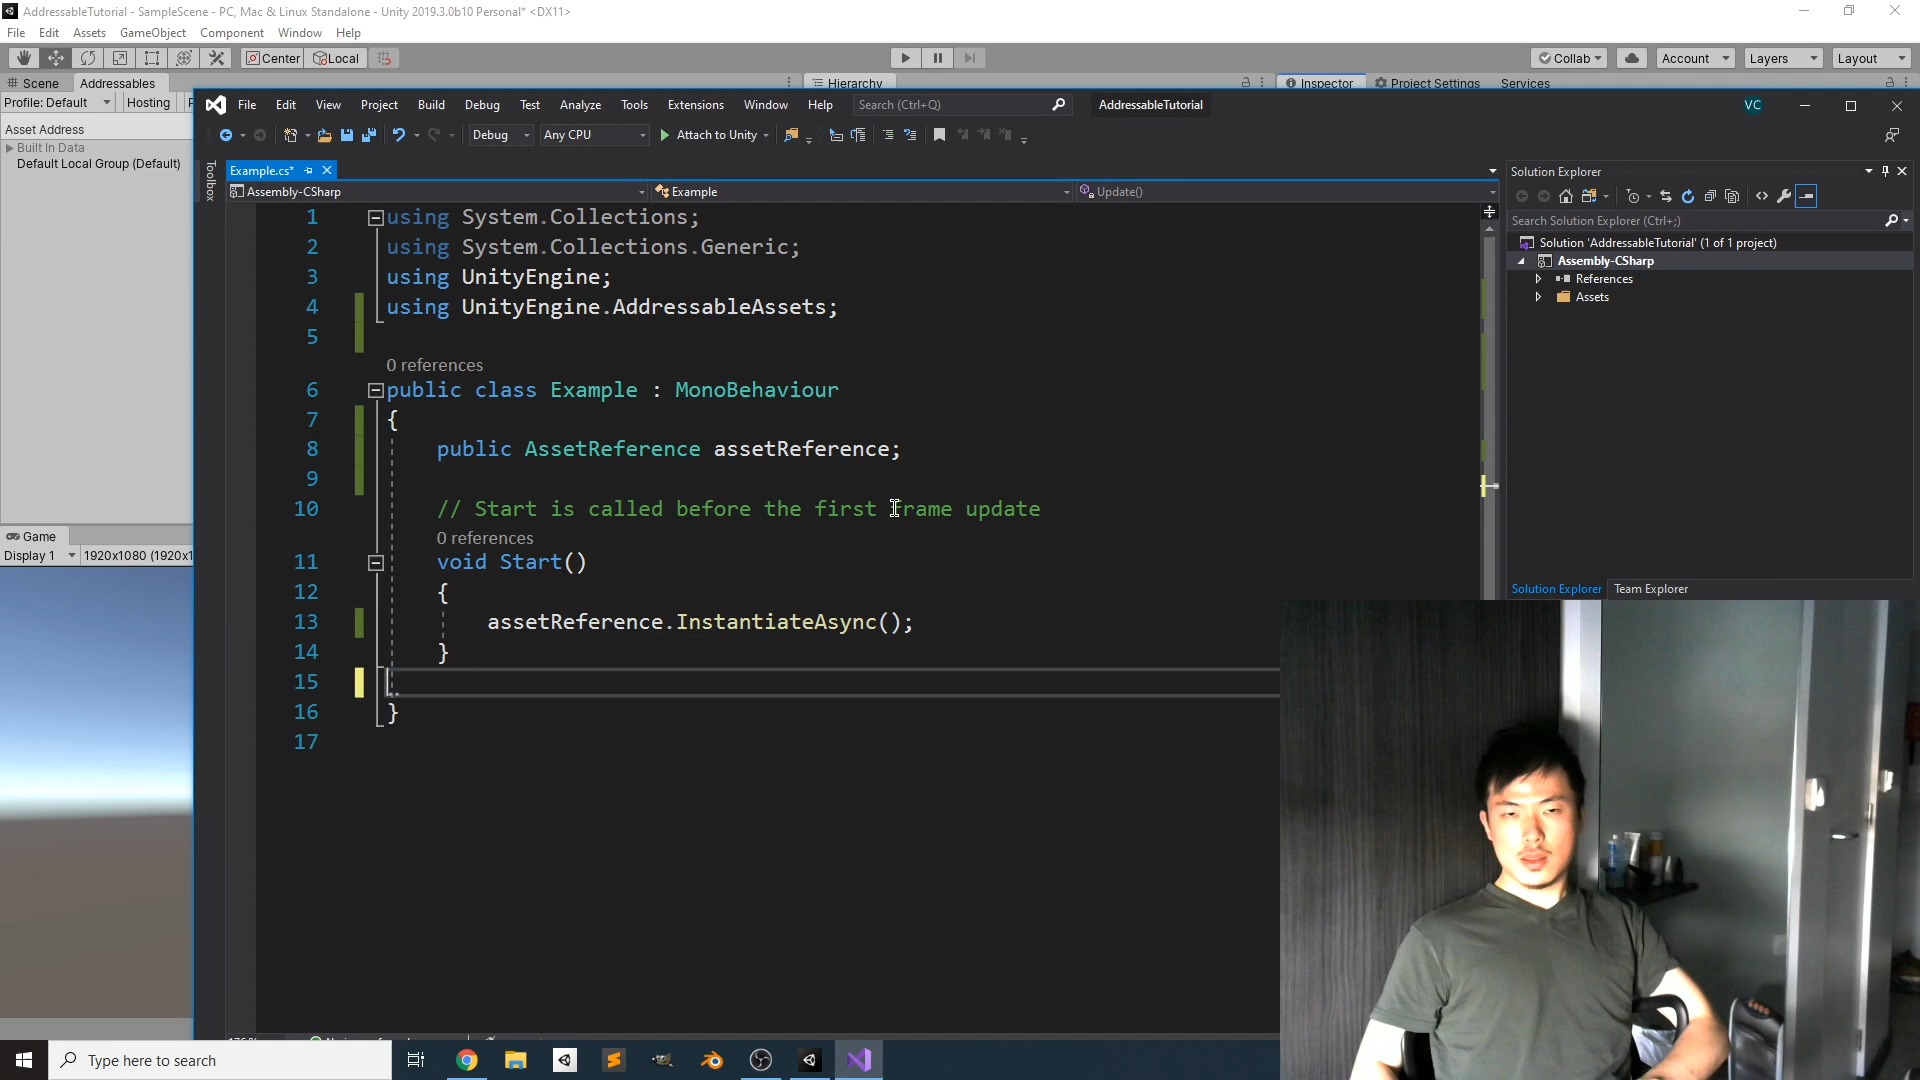 AddressableTutorial - SampleScene - PC, Mac & Linux Standalone - Unity 2019.3.0b10 Personal* <DX11>
File Edit Assets GameObject Component Window Help
Center Local Collab Account Layers Layout
Scene Addressables Hierarchy Inspector Project Settings Services
Profile: Default Hosting
File Edit View Project Build Debug Test Analyze Tools Extensions Window Help Search (Ctrl+Q) AddressableTutorial VC
Asset Address
Built In Data
Default Local Group (Default)
Debug Any CPU Attach to Unity
Toolbox
Example.cs*
Assembly-CSharp Example Update()
1 using System.Collections;
2 using System.Collections.Generic;
3 using UnityEngine;
4 using UnityEngine.AddressableAssets;
5
0 references
6 public class Example : MonoBehaviour
7 {
8 public AssetReference assetReference;
9
10 // Start is called before the first frame update
0 references
11 void Start()
12 {
13 assetReference.InstantiateAsync();
14 }
15
16 }
17
Solution Explorer
Search Solution Explorer (Ctrl+;)
Solution 'AddressableTutorial' (1 of 1 project)
Assembly-CSharp
References
Assets
Solution Explorer Team Explorer
Game
Display 1 1920x1080 (1920x1
Type here to search